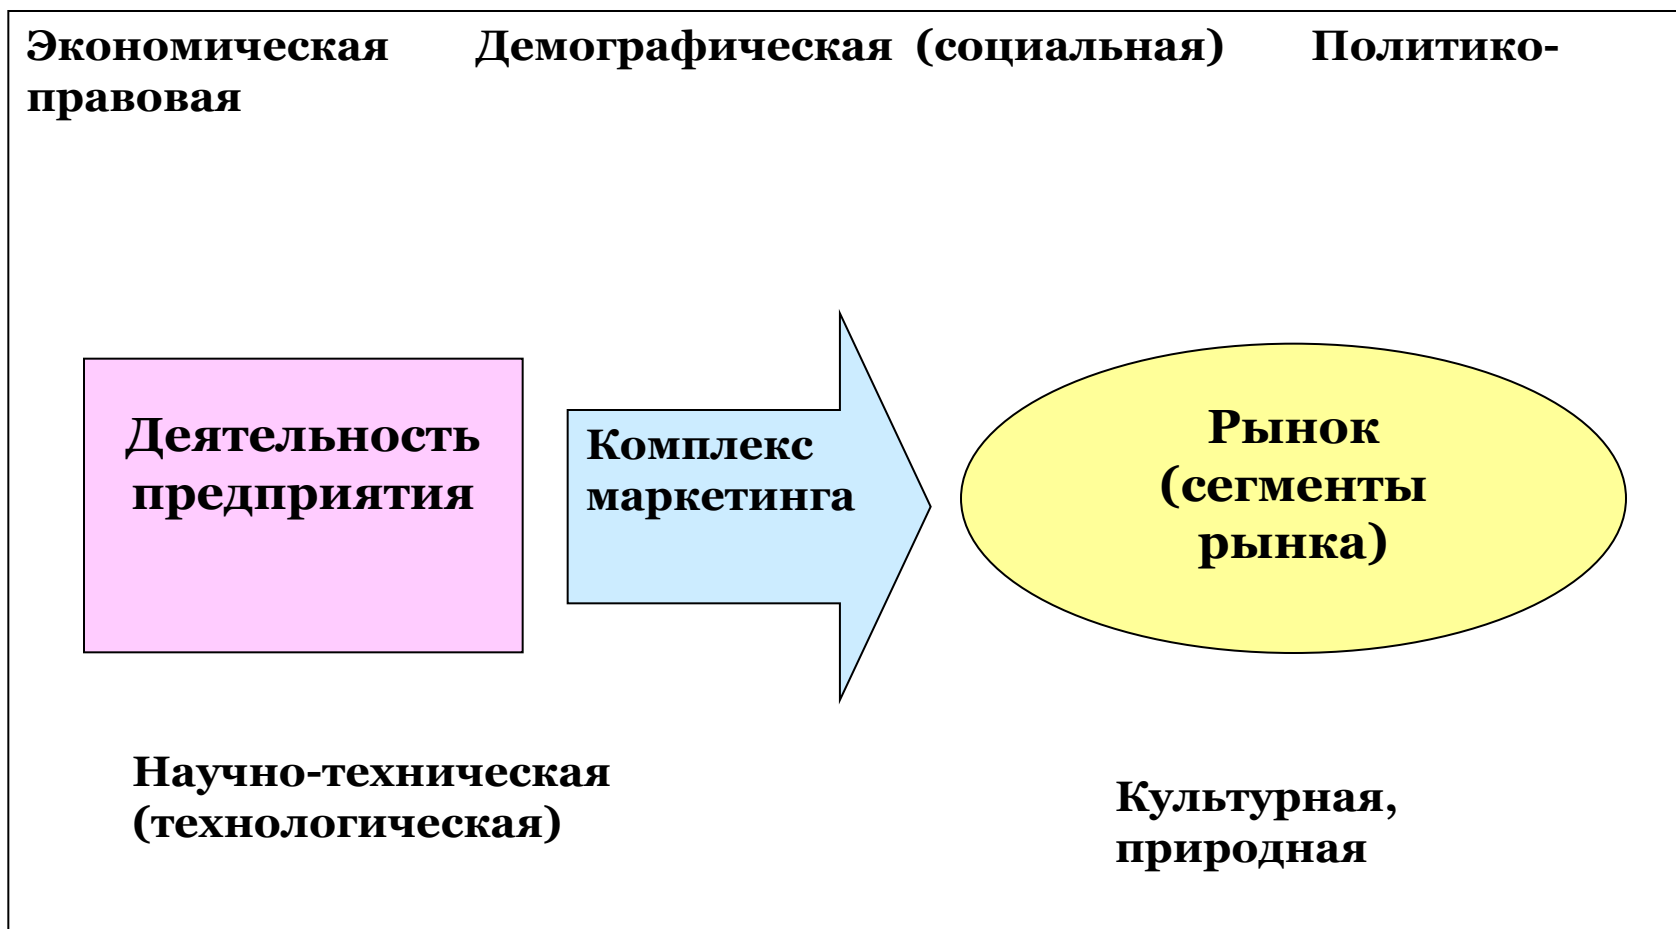 Экономическая Демографическая (социальная) Политико-
правовая
Деятельность
предприятия
Комплекс
маркетинга
Рынок
(сегменты
рынка)
Научно-техническая
(технологическая)
Культурная,
природная